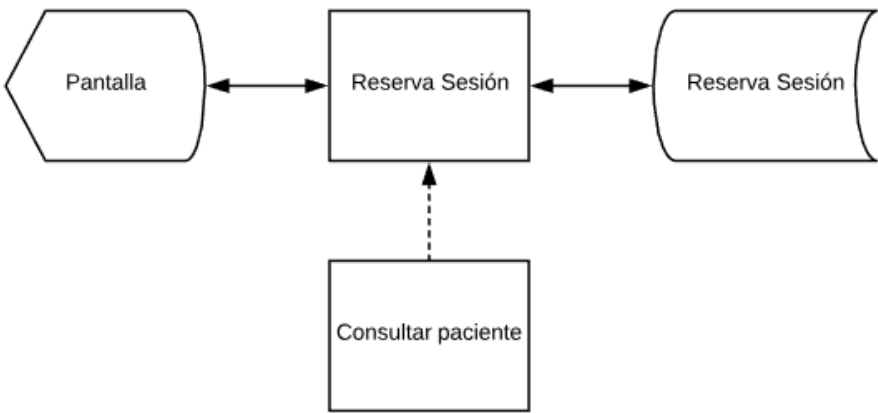 Pantalla
Reserva Sesión
Reserva Sesión
Consultar paciente